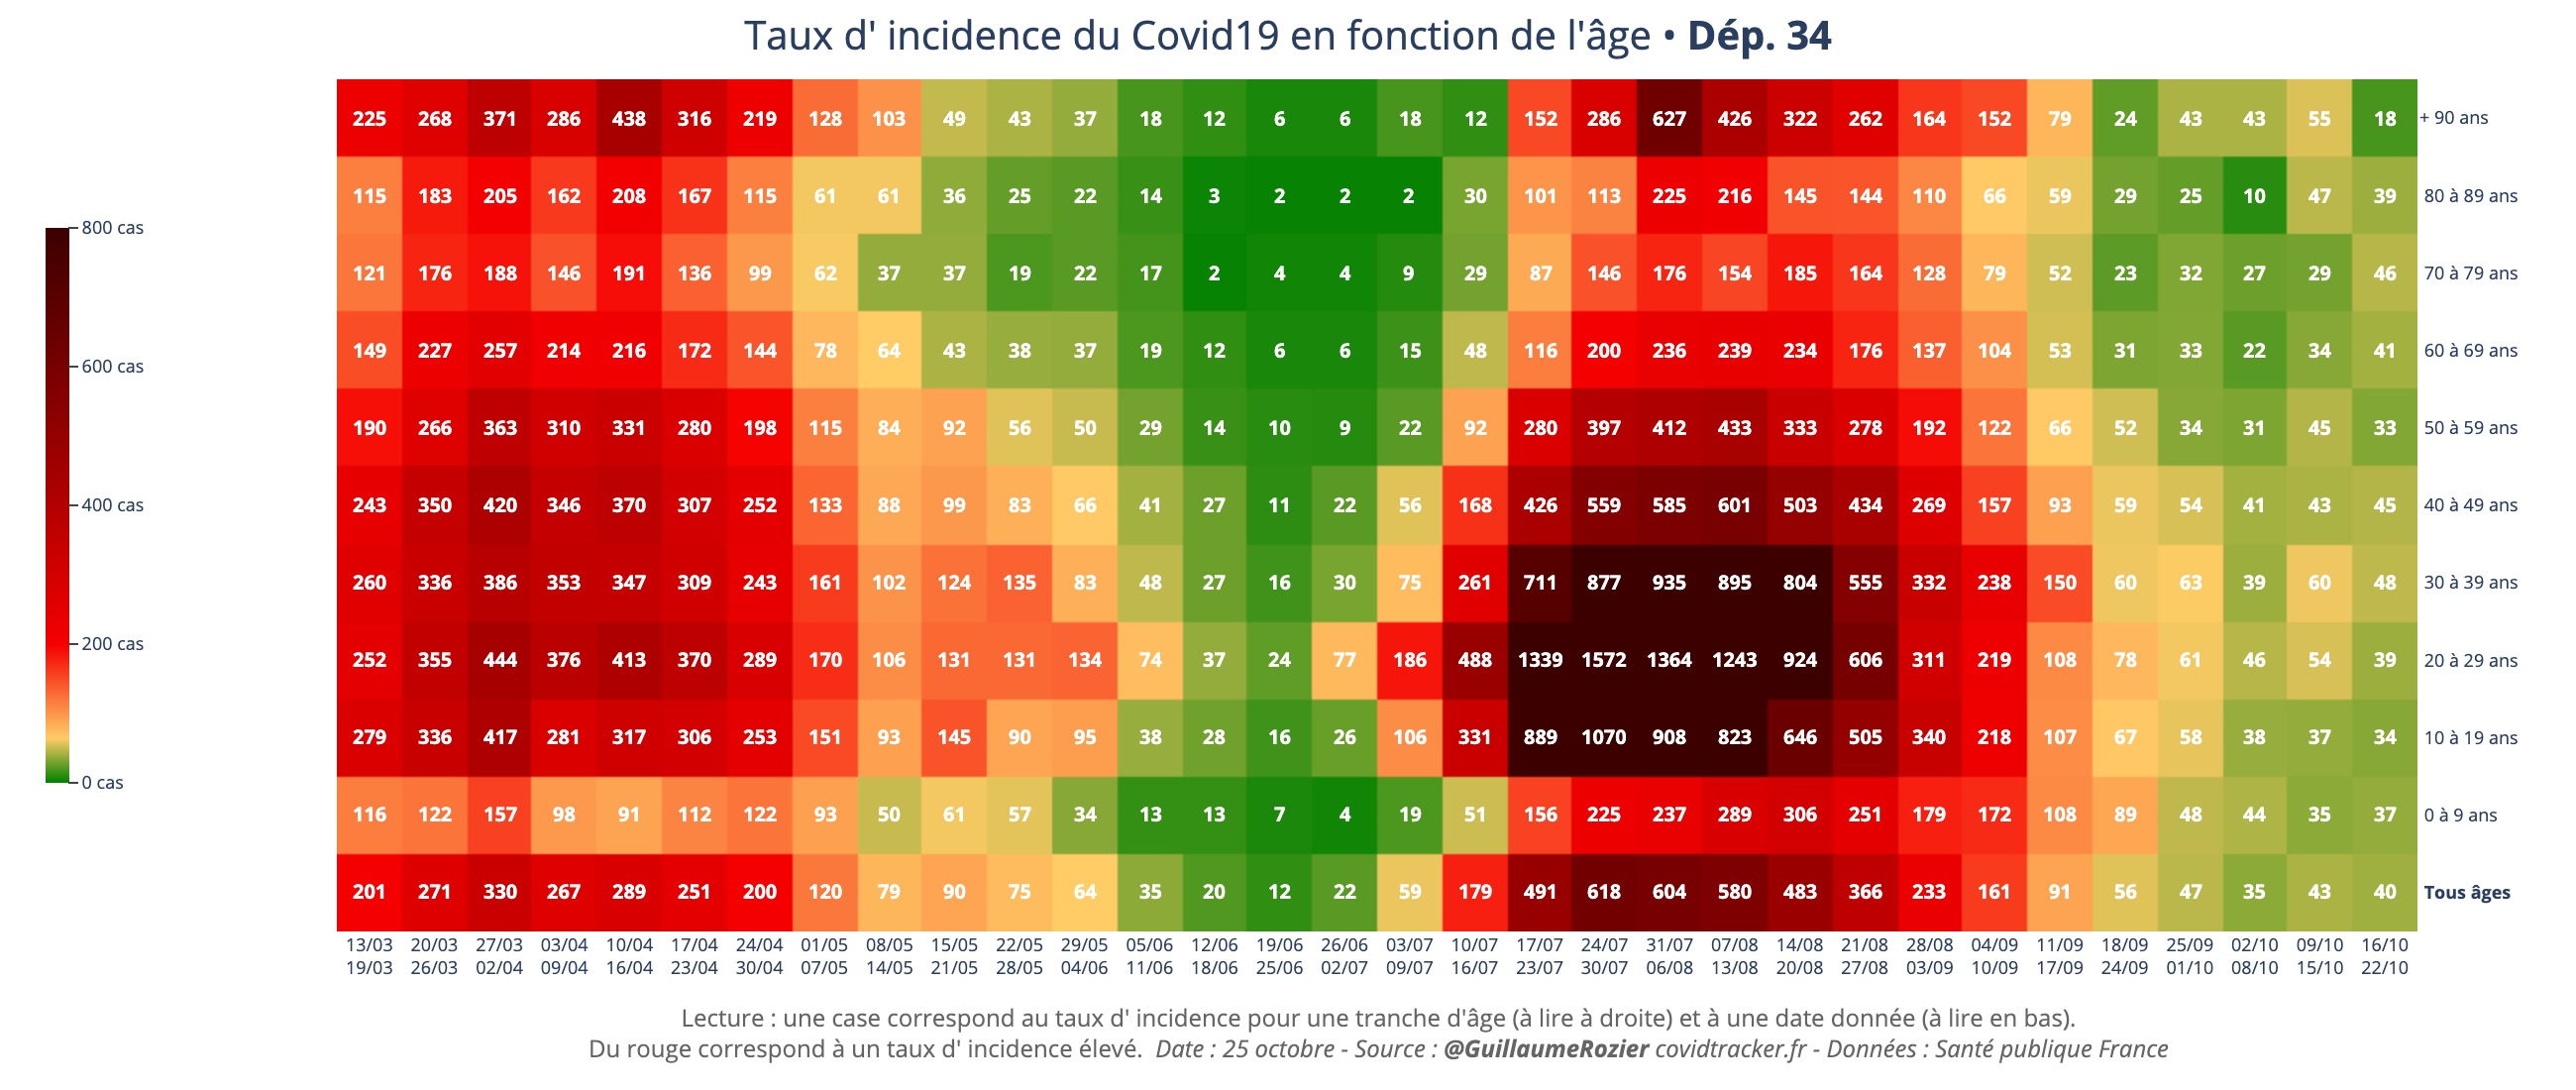 Taux d' incidence du Covid19 en fonction de l'âge • Dép. 34
225 268 371 286 438 316 219 128 103 49 43 37 18 12 6 6 18 12 152 286 627 426 322 262 164 152 79 24 43 43 55 18 + 90 ans
115 183 205 162 208 167 115 61 61 36 25 22 14 3 2 2 2 30 101 113 225 216 145 144 110 66 59 29 25 10 47 39 80 à 89 ans
800 cas
121 176 188 146 191 136 99 62 37 37 19 22 17 2 4 4 9 29 87 146 176 154 185 164 128 79 52 23 32 27 29 46 70 à 79 ans
149 227 257 214 216 172 144 78 64 43 38 37 19 12 6 6 15 48 116 200 236 239 234 176 137 104 53 31 33 22 34 41 60 à 69 ans
600 cas
190 266 363 310 331 280 198 115 84 92 56 50 29 14 10 9 22 92 280 397 412 433 333 278 192 122 66 52 34 31 45 33 50 à 59 ans
400 cas
243 350 420 346 370 307 252 133 88 99 83 66 41 27 11 22 56 168 426 559 585 601 503 434 269 157 93 59 54 41 43 45 40 à 49 ans
260 336 386 353 347 309 243 161 102 124 135 83 48 27 16 30 75 261 711 877 935 895 804 555 332 238 150 60 63 39 60 48 30 à 39 ans
200 cas
252 355 444 376 413 370 289 170 106 131 131 134 74 37 24 77 186 488 1339 1572 1364 1243 924 606 311 219 108 78 61 46 54 39 20 à 29 ans
279 336 417 281 317 306 253 151 93 145 90 95 38 28 16 26 106 331 889 1070 908 823 646 505 340 218 107 67 58 38 37 34 10 à 19 ans
0 cas
116 122 157 98 91 112 122 93 50 61 57 34 13 13 7 4 19 51 156 225 237 289 306 251 179 172 108 89 48 44 35 37 0 à 9 ans
201 271 330 267 289 251 200 120 79 90 75 64 35 20 12 22 59 179 491 618 604 580 483 366 233 161 91 56 47 35 43 40 Tous âges
13/03 20/03 27/03 03/04 10/04 17/04 24/04 01/05 08/05 15/05 22/05 29/05 05/06 12/06 19/06 26/06 03/07 10/07 17/07 24/07 31/07 07/08 14/08 21/08 28/08 04/09 11/09 18/09 25/09 02/10 09/10 16/10
19/03 26/03 02/04 09/04 16/04 23/04 30/04 07/05 14/05 21/05 28/05 04/06 11/06 18/06 25/06 02/07 09/07 16/07 23/07 30/07 06/08 13/08 20/08 27/08 03/09 10/09 17/09 24/09 01/10 08/10 15/10 22/10
Lecture : une case correspond au taux d' incidence pour une tranche d'âge (à lire à droite) et à une date donnée (à lire en bas).
Du rouge correspond à un taux d' incidence élevé. Date : 25 octobre - Source : @GuillaumeRozier covidtracker.fr - Données : Santé publique France